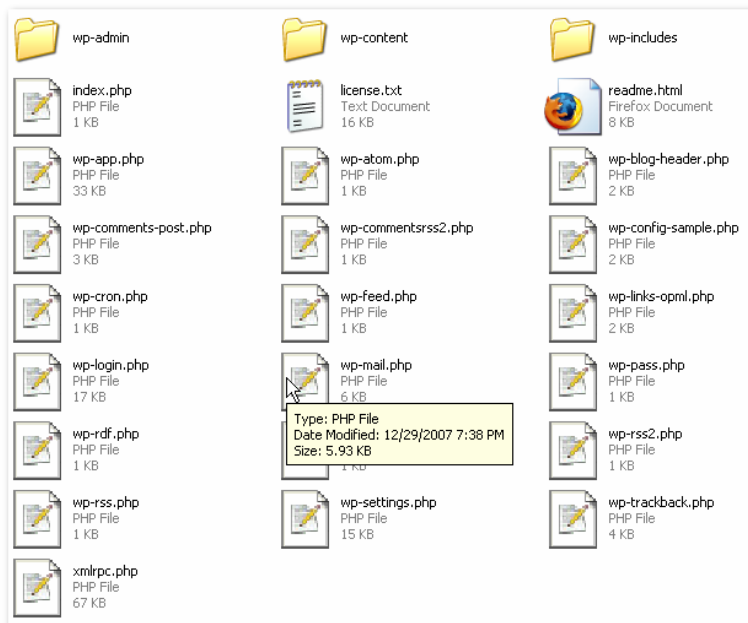 wp-admin
wp-content
wp-includes
index.php
PHP File
1 KB
license.txt
Text Document
16 KB
readme.html
Firefox Document
8 KB
wp-app.php
PHP File
33 KB
wp-atom.php
PHP File
1 KB
wp-blog-header.php
PHP File
2 KB
wp-comments-post.php
PHP File
3 KB
wp-commentsrss2.php
PHP File
1 KB
wp-config-sample.php
PHP File
2 KB
wp-cron.php
PHP File
1 KB
wp-feed.php
PHP File
1 KB
wp-links-opml.php
PHP File
2 KB
wp-login.php
PHP File
17 KB
wp-mail.php
PHP File
6 KB
wp-pass.php
PHP File
1 KB
Type: PHP File
Date Modified: 12/29/2007 7:38 PM
Size: 5.93 KB
wp-rdf.php
PHP File
1 KB
1 KB
wp-rss2.php
PHP File
1 KB
wp-rss.php
PHP File
1 KB
wp-settings.php
PHP File
15 KB
wp-trackback.php
PHP File
4 KB
xmlrpc.php
PHP File
67 KB